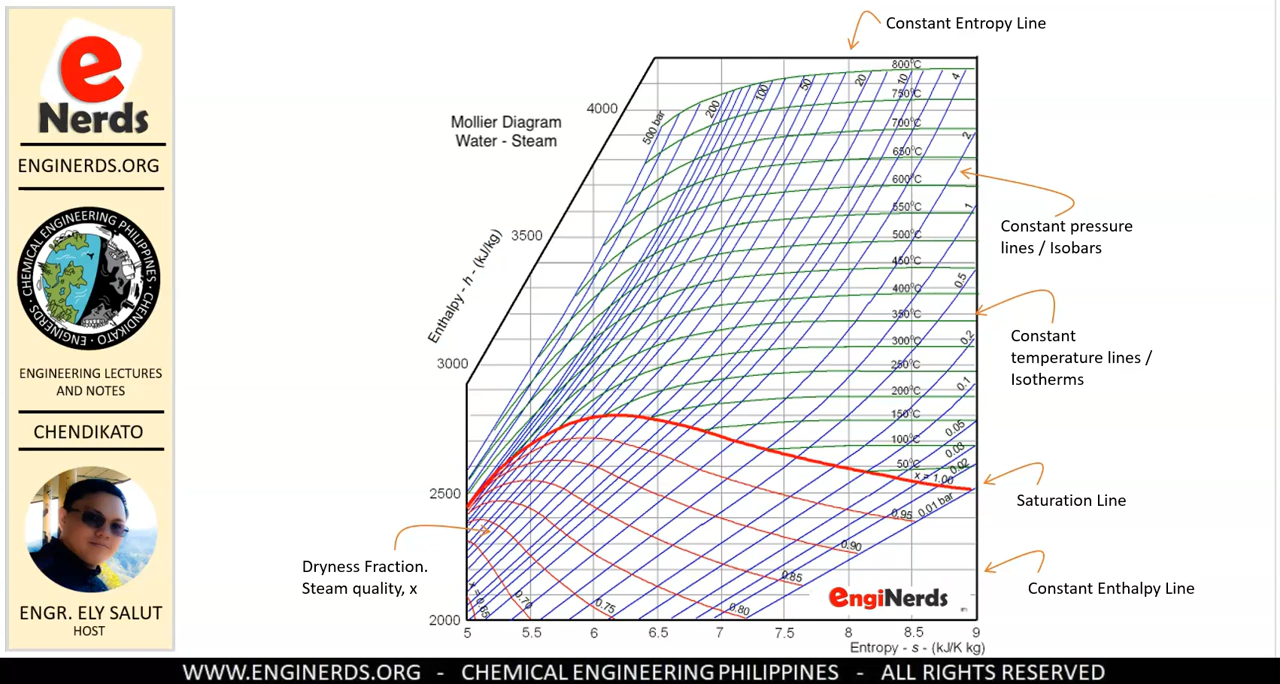 e
Nerds
ENGINERDS.ORG
CHEMICAL ENGINEERING PHILIPPINES
ENGINEERDS · CHATO · CHENDIKATO
ENGINEERING LECTURES
AND NOTES
CHENDIKATO
ENGR. ELY SALUT
HOST
Mollier Diagram
Water - Steam
Enthalpy - h - (kJ/kg)
4000
3500
3000
2500
2000
5
5.5
6
6.5
7
7.5
8
8.5
9
Entropy - s - (kJ/K kg)
500 bar
200
100
50
20
10
4
2
1
0.5
0.2
0.1
0.05
0.03
0.02
0.01 bar
800°C
750°C
700°C
650°C
600°C
550°C
500°C
450°C
400°C
350°C
300°C
250°C
200°C
150°C
100°C
50°C
x = 1.00
0.95
0.90
0.85
0.80
0.75
0.70
x = 0.65
engiNerds
Constant Entropy Line
Constant pressure
lines / Isobars
Constant
temperature lines /
Isotherms
Saturation Line
Constant Enthalpy Line
Dryness Fraction.
Steam quality, x
WWW.ENGINERDS.ORG - CHEMICAL ENGINEERING PHILIPPINES - ALL RIGHTS RESERVED